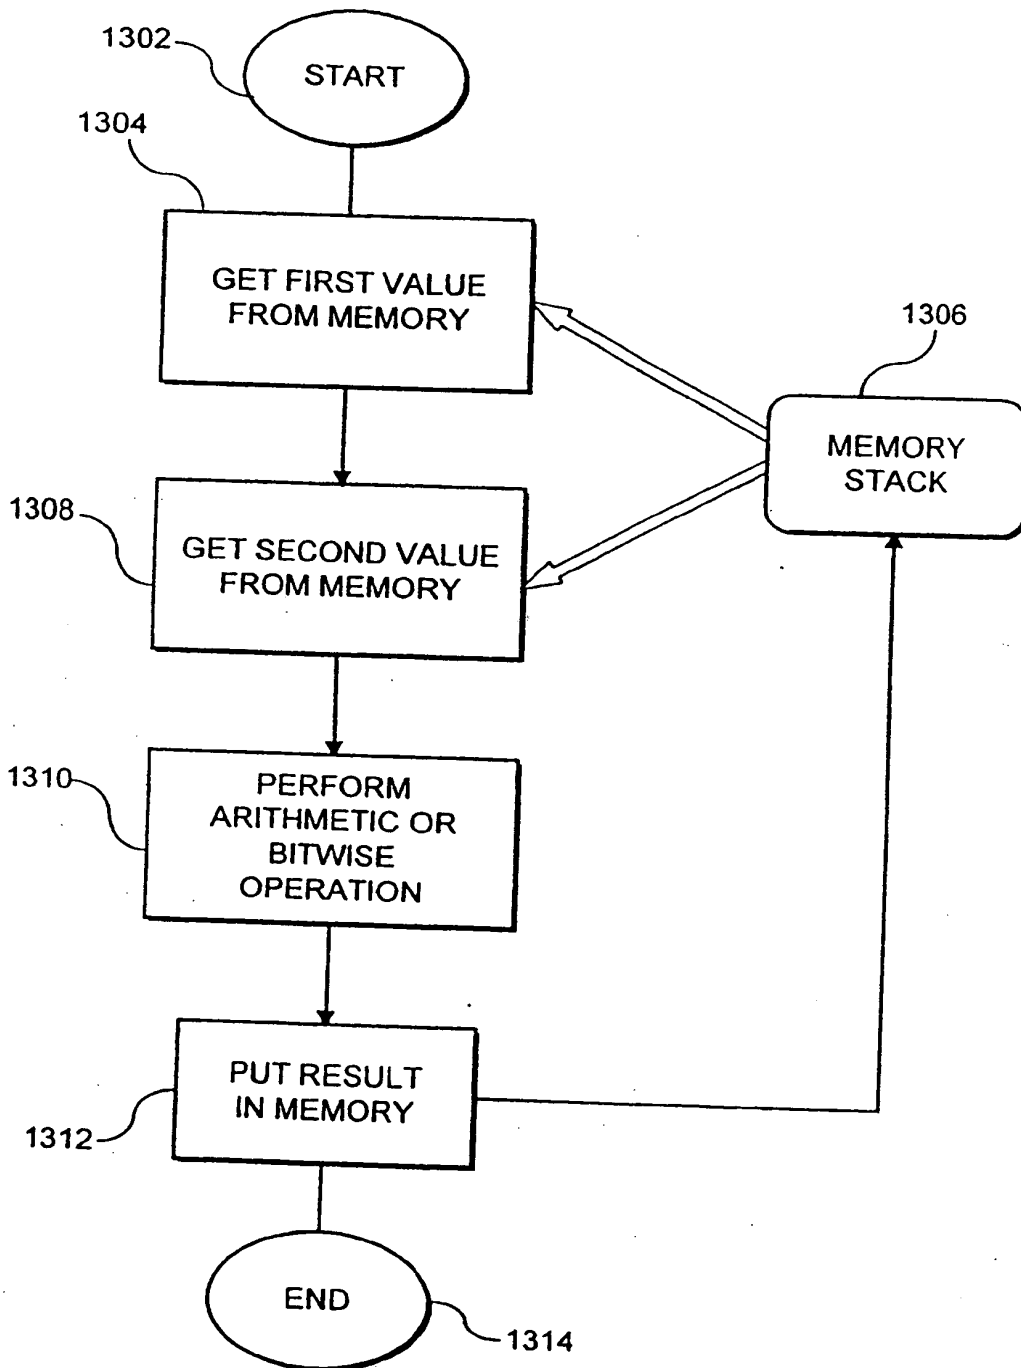 1302
START
1304
GET FIRST VALUE
FROM MEMORY
1306
MEMORY
STACK
1308
GET SECOND VALUE
FROM MEMORY
1310
PERFORM
ARITHMETIC OR
BITWISE
OPERATION
PUT RESULT
IN MEMORY
1312
END
1314